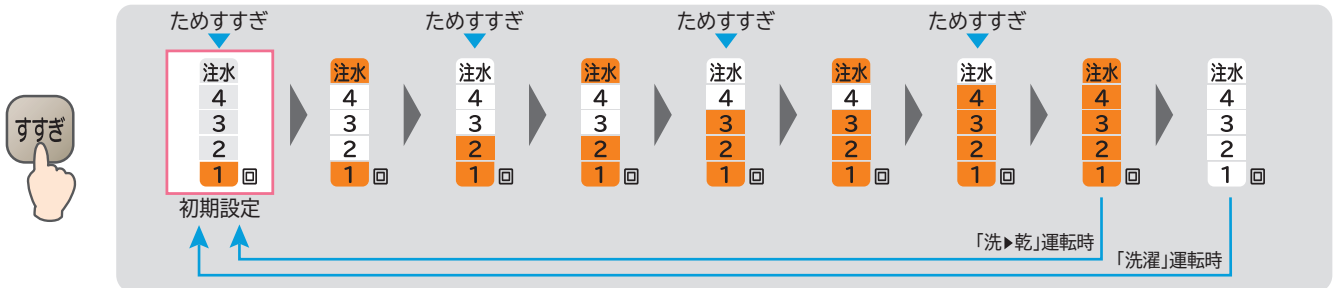 ためすすぎ ためすすぎ ためすすぎ ためすすぎ
注水 注水 注水 注水 注水 注水 注水 注水 注水
4 4 4 4 4 4 4 4 4
3 3 3 3 3 3 3 3 3
2 2 2 2 2 2 2 2 2
1回 1回 1回 1回 1回 1回 1回 1回 1回
すすぎ
初期設定
「洗▶乾」運転時
「洗濯」運転時